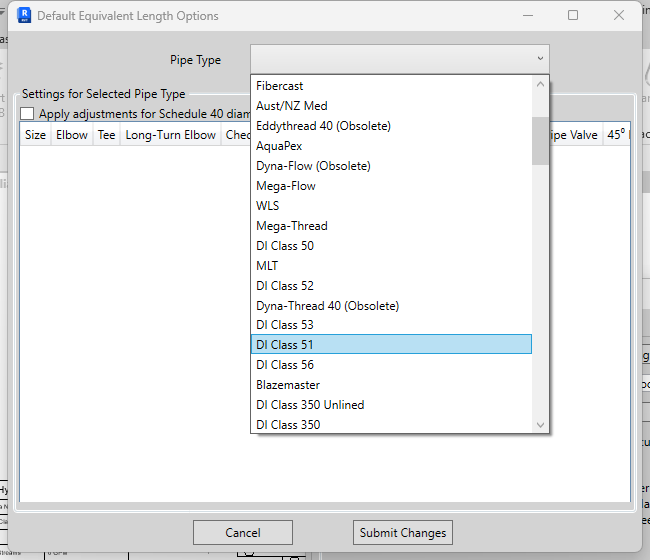 Default Equivalent Length Options
Pipe Type
Settings for Selected Pipe Type
Apply adjustments for Schedule 40 diam
Size Elbow Tee Long-Turn Elbow Chec ipe Valve 45°
Fibercast
Aust/NZ Med
Eddythread 40 (Obsolete)
AquaPex
Dyna-Flow (Obsolete)
Mega-Flow
WLS
Mega-Thread
DI Class 50
MLT
DI Class 52
Dyna-Thread 40 (Obsolete)
DI Class 53
DI Class 51
DI Class 56
Blazemaster
DI Class 350 Unlined
DI Class 350
Cancel Submit Changes